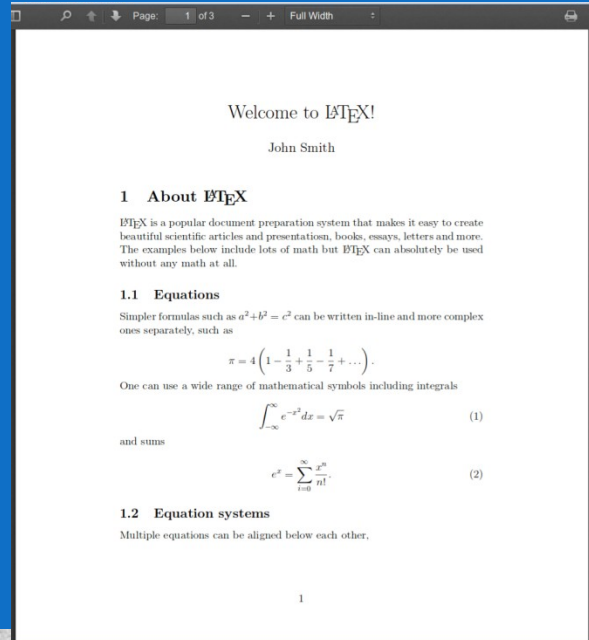 Page: 1 of 3 − + Full Width
Welcome to LATEX!
John Smith
1 About LATEX
LATEX is a popular document preparation system that makes it easy to create
beautiful scientific articles and presentatiosn, books, essays, letters and more.
The examples below include lots of math but LATEX can absolutely be used
without any math at all.
1.1 Equations
Simpler formulas such as a²+b² = c² can be written in-line and more complex
ones separately, such as
π = 4 (1 − 1/3 + 1/5 − 1/7 + …).
One can use a wide range of mathematical symbols including integrals
∫_{−∞}^{∞} e^{−x²} dx = √π (1)
and sums
e^x = ∑_{i=0}^{∞} x^n/n!. (2)
1.2 Equation systems
Multiple equations can be aligned below each other,
1